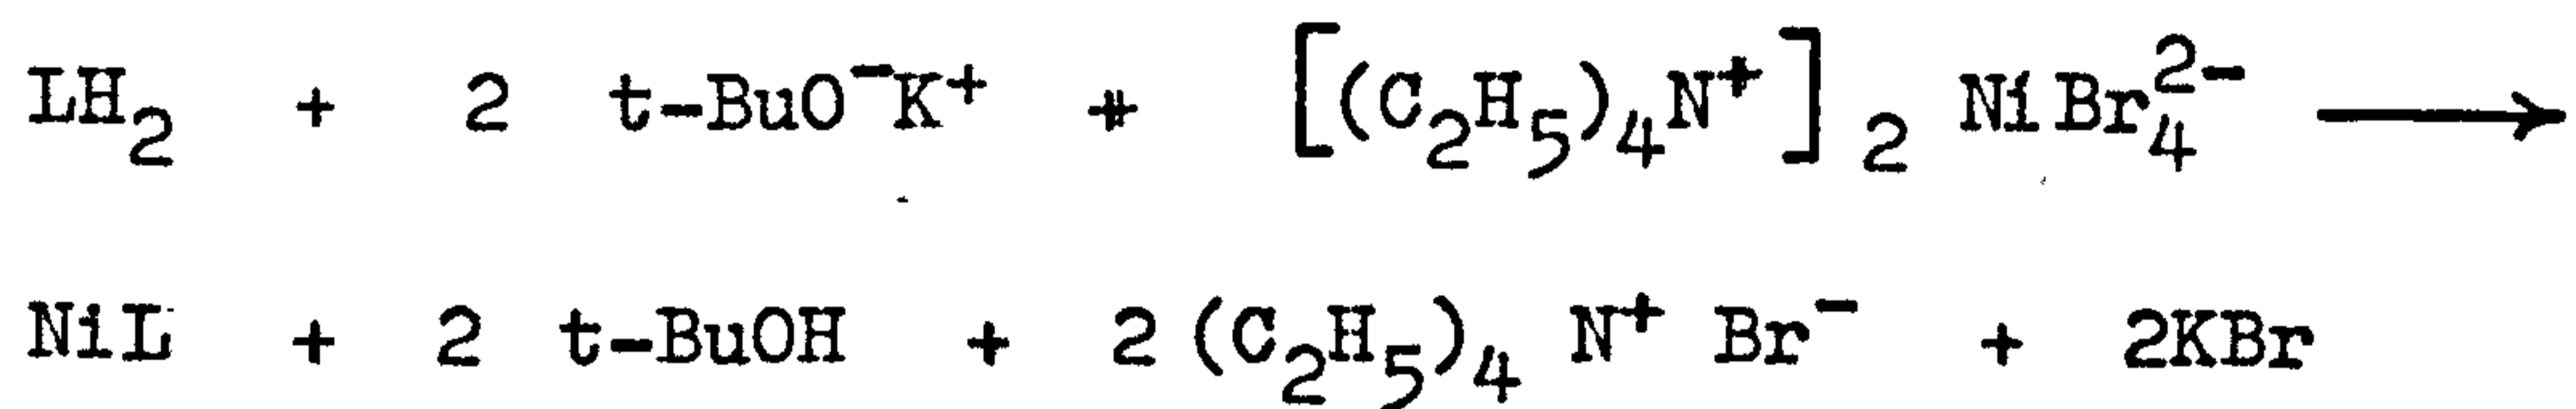 LH₂ + 2 t-BuO⁻K⁺ + [(C₂H₅)₄N⁺]₂ NiBr₄²⁻ ⟶
NiL + 2 t-BuOH + 2(C₂H₅)₄ N⁺ Br⁻ + 2KBr